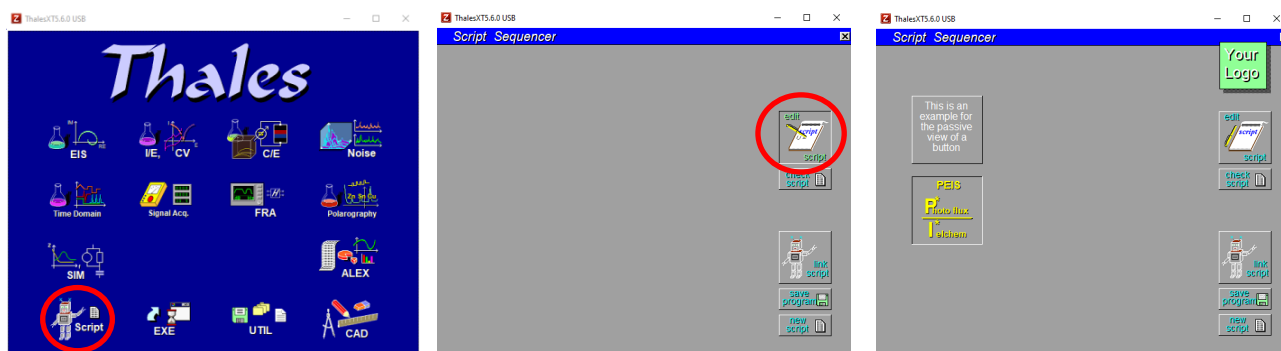 ThalesXT5.6.0 USB
Thales
EIS
I/E, CV
C/E
Noise
Time Domain
Signal Acq.
FRA
Polarography
SIM
ALEX
Script
EXE
UTIL
CAD
ThalesXT5.6.0 USB
Script Sequencer
edit
script
script
check
script
link
script
save
program
new
script
ThalesXT5.6.0 USB
Script Sequencer
Your
Logo
This is an
example for
the passive
view of a
button
edit
script
script
check
script
PEIS
Photo flux
I elchem
link
script
save
program
new
script